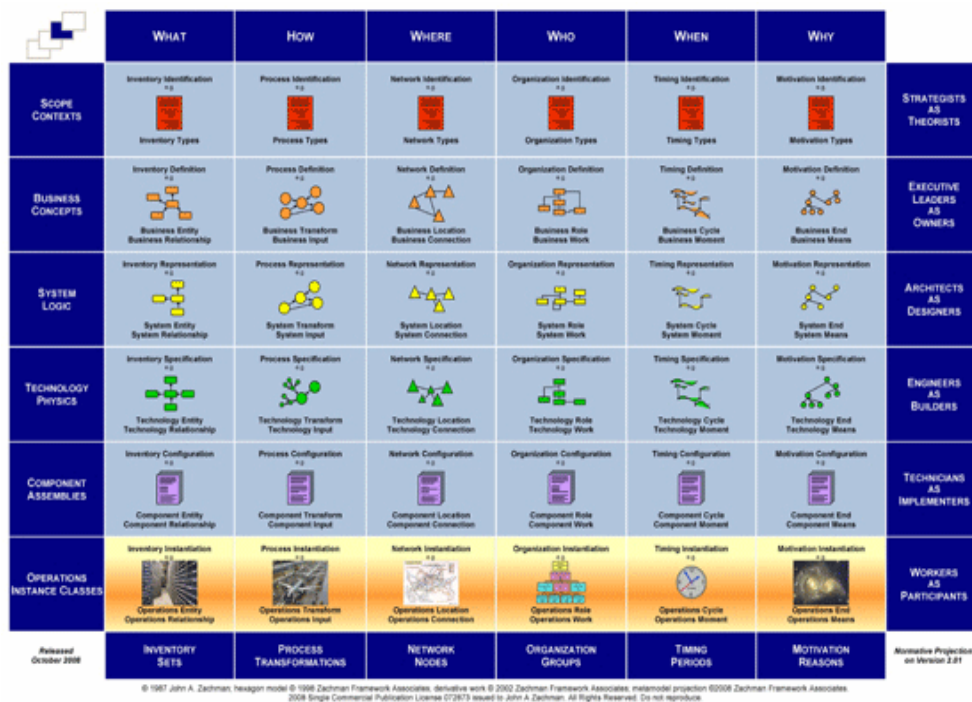 WHAT
HOW
WHERE
WHO
WHEN
WHY
SCOPE
CONTEXTS
Inventory Identification
e.g.
Inventory Types
Process Identification
e.g.
Process Types
Network Identification
e.g.
Network Types
Organization Identification
e.g.
Organization Types
Timing Identification
e.g.
Timing Types
Motivation Identification
e.g.
Motivation Types
STRATEGISTS
AS
THEORISTS
BUSINESS
CONCEPTS
Inventory Definition
e.g.
Business Entity
Business Relationship
Process Definition
e.g.
Business Transform
Business Input
Network Definition
e.g.
Business Location
Business Connection
Organization Definition
e.g.
Business Role
Business Work
Timing Definition
e.g.
Business Cycle
Business Moment
Motivation Definition
e.g.
Business End
Business Means
EXECUTIVE
LEADERS
AS
OWNERS
SYSTEM
LOGIC
Inventory Representation
e.g.
System Entity
System Relationship
Process Representation
e.g.
System Transform
System Input
Network Representation
e.g.
System Location
System Connection
Organization Representation
e.g.
System Role
System Work
Timing Representation
e.g.
System Cycle
System Moment
Motivation Representation
e.g.
System End
System Means
ARCHITECTS
AS
DESIGNERS
TECHNOLOGY
PHYSICS
Inventory Specification
e.g.
Technology Entity
Technology Relationship
Process Specification
e.g.
Technology Transform
Technology Input
Network Specification
e.g.
Technology Location
Technology Connection
Organization Specification
e.g.
Technology Role
Technology Work
Timing Specification
e.g.
Technology Cycle
Technology Moment
Motivation Specification
e.g.
Technology End
Technology Means
ENGINEERS
AS
BUILDERS
COMPONENT
ASSEMBLIES
Inventory Configuration
e.g.
Component Entity
Component Relationship
Process Configuration
e.g.
Component Transform
Component Input
Network Configuration
e.g.
Component Location
Component Connection
Organization Configuration
e.g.
Component Role
Component Work
Timing Configuration
e.g.
Component Cycle
Component Moment
Motivation Configuration
e.g.
Component End
Component Means
TECHNICIANS
AS
IMPLEMENTERS
OPERATIONS
INSTANCE CLASSES
Inventory Instantiation
e.g.
Operations Entity
Operations Relationship
Process Instantiation
e.g.
Operations Transform
Operations Input
Network Instantiation
e.g.
Operations Location
Operations Connection
Organization Instantiation
e.g.
Operations Role
Operations Work
Timing Instantiation
e.g.
Operations Cycle
Operations Moment
Motivation Instantiation
e.g.
Operations End
Operations Means
WORKERS
AS
PARTICIPANTS
Released
October 2008
INVENTORY
SETS
PROCESS
TRANSFORMATIONS
NETWORK
NODES
ORGANIZATION
GROUPS
TIMING
PERIODS
MOTIVATION
REASONS
Normative Projection
on Version 2.01
© 1987 John A. Zachman; hexagon model © 1998 Zachman Framework Associates, derivative work © 2002 Zachman Framework Associates; metamodel projection ©2008 Zachman Framework Associates.
2008 Single Commercial Publication License 072873 issued to John A Zachman. All Rights Reserved. Do not reproduce.